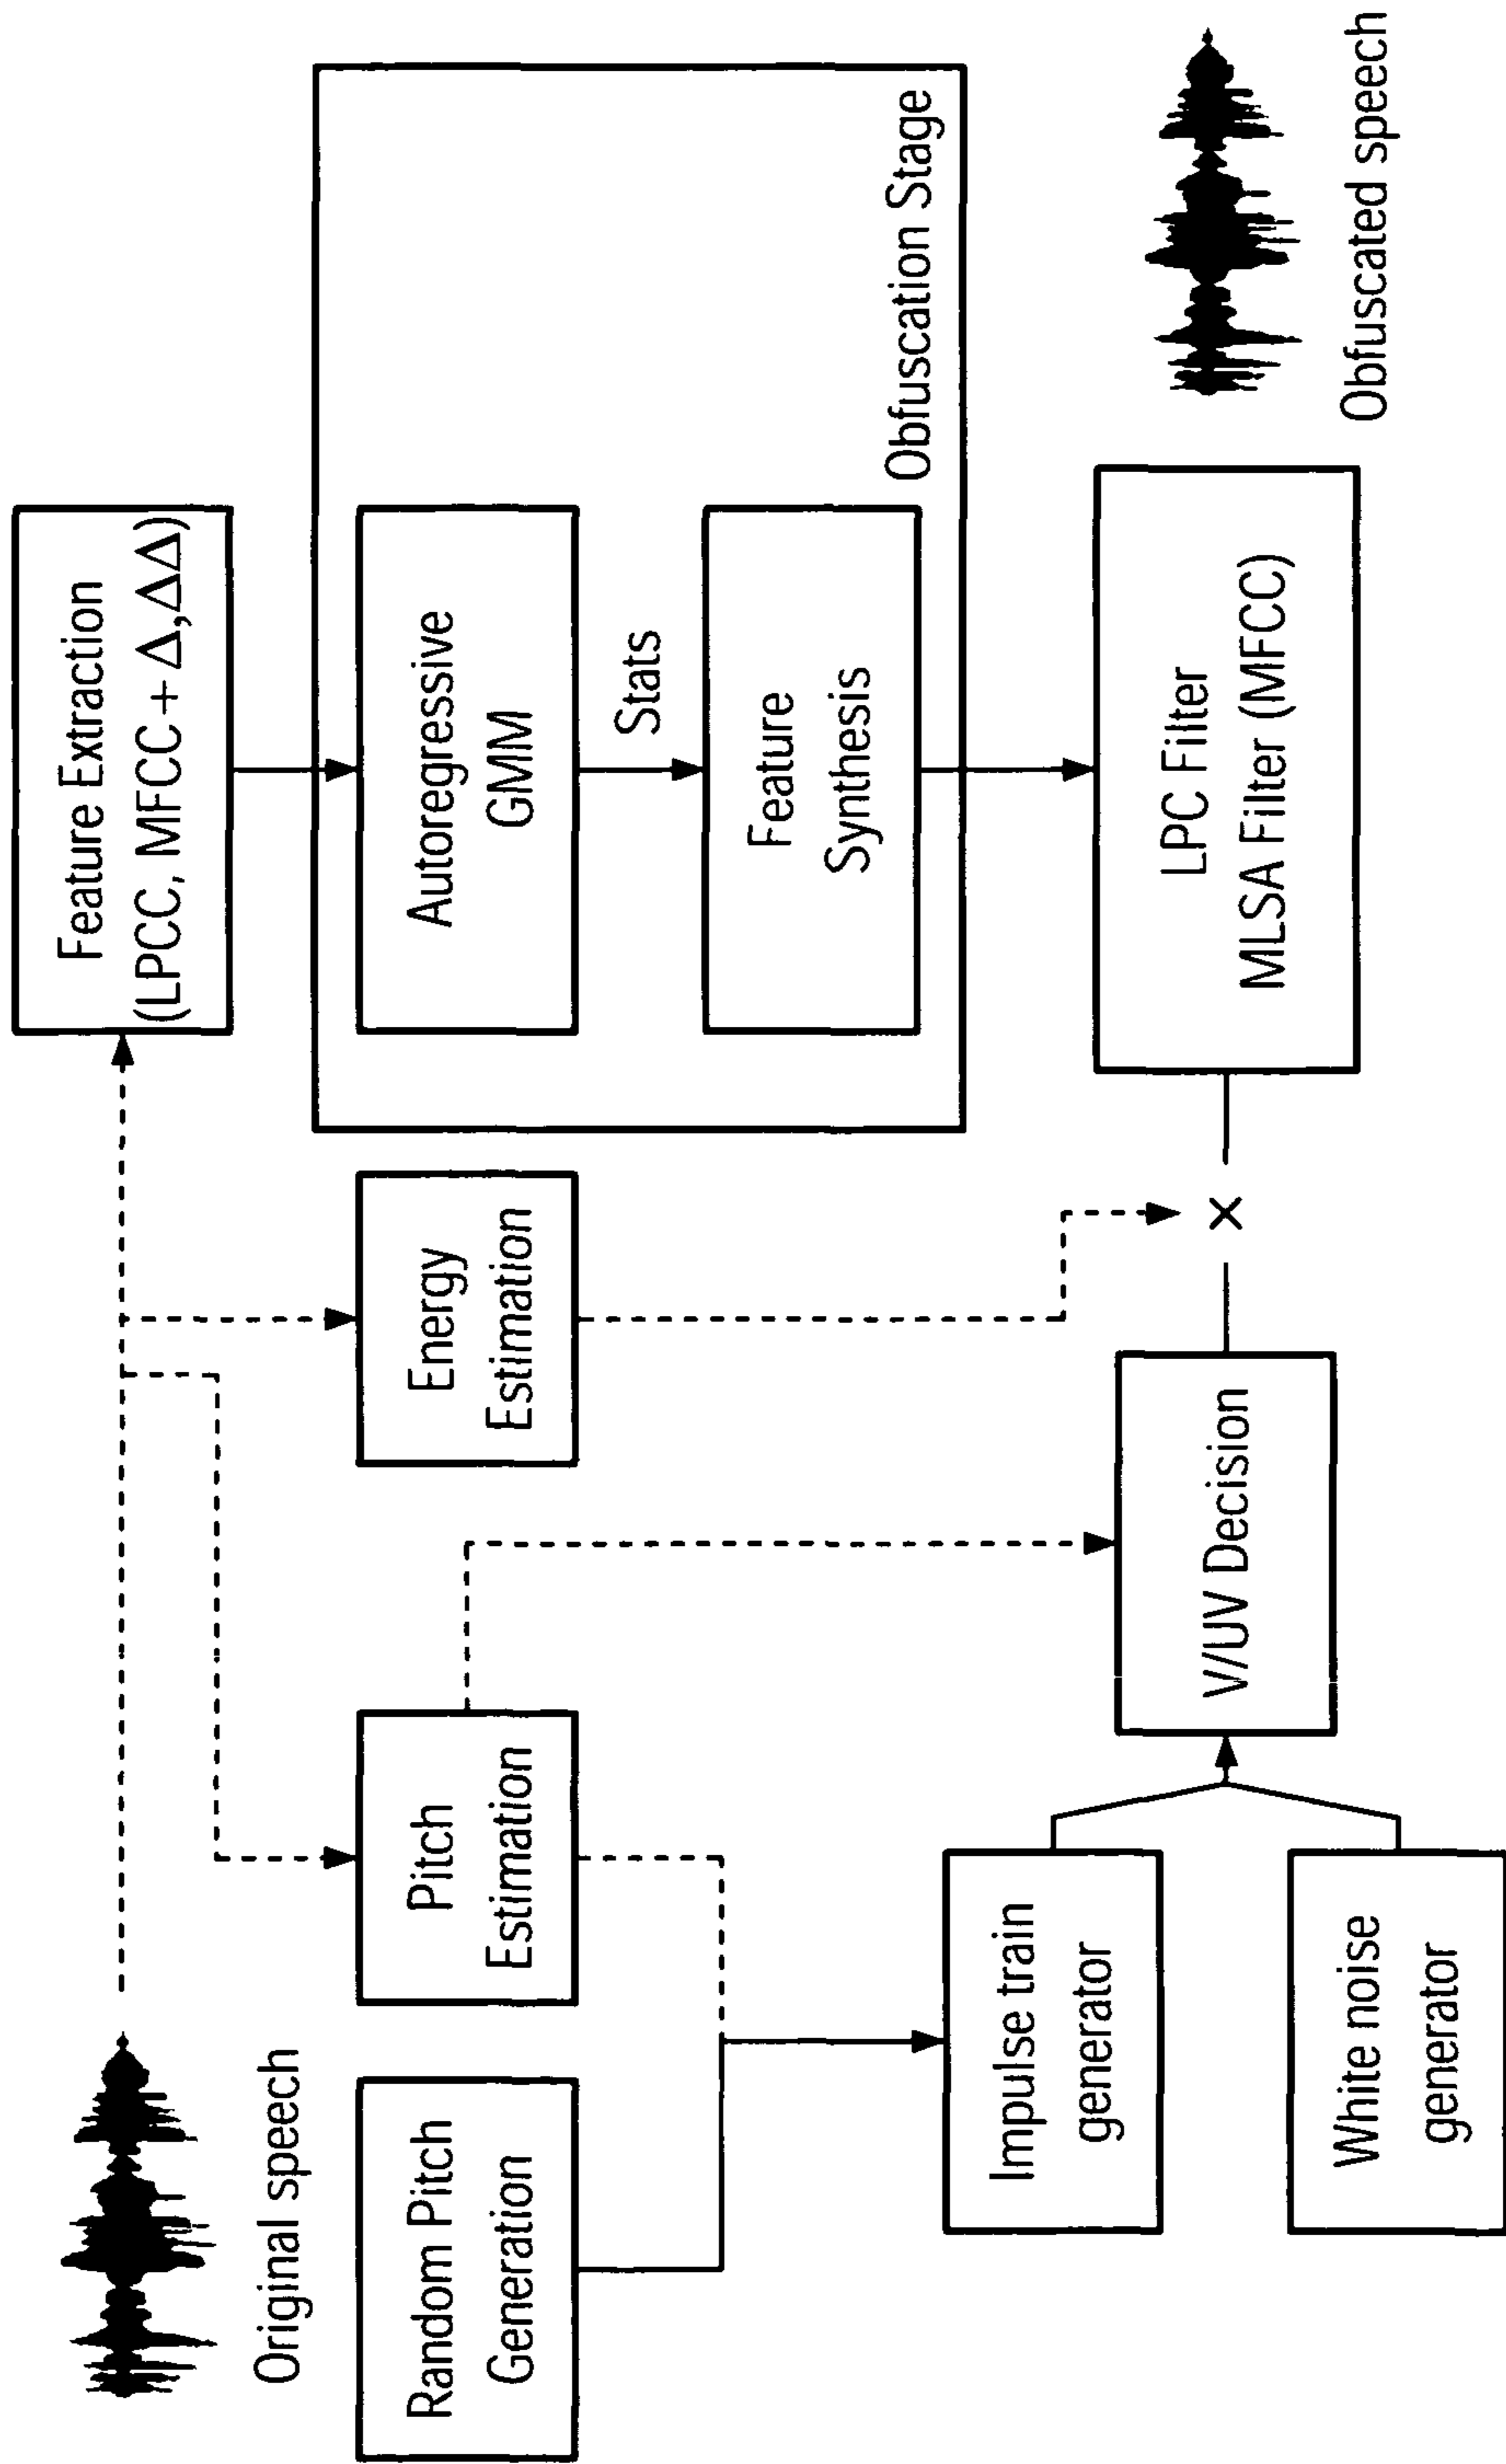 Original speech
Feature Extraction
(LPCC, MFCC + Δ,ΔΔ)
Random Pitch
Generation
Pitch
Estimation
Energy
Estimation
Autoregressive
GMM
Stats
Feature
Synthesis
Obfuscation Stage
Impulse train
generator
White noise
generator
V/UV Decision
×
LPC Filter
MLSA Filter (MFCC)
Obfuscated speech